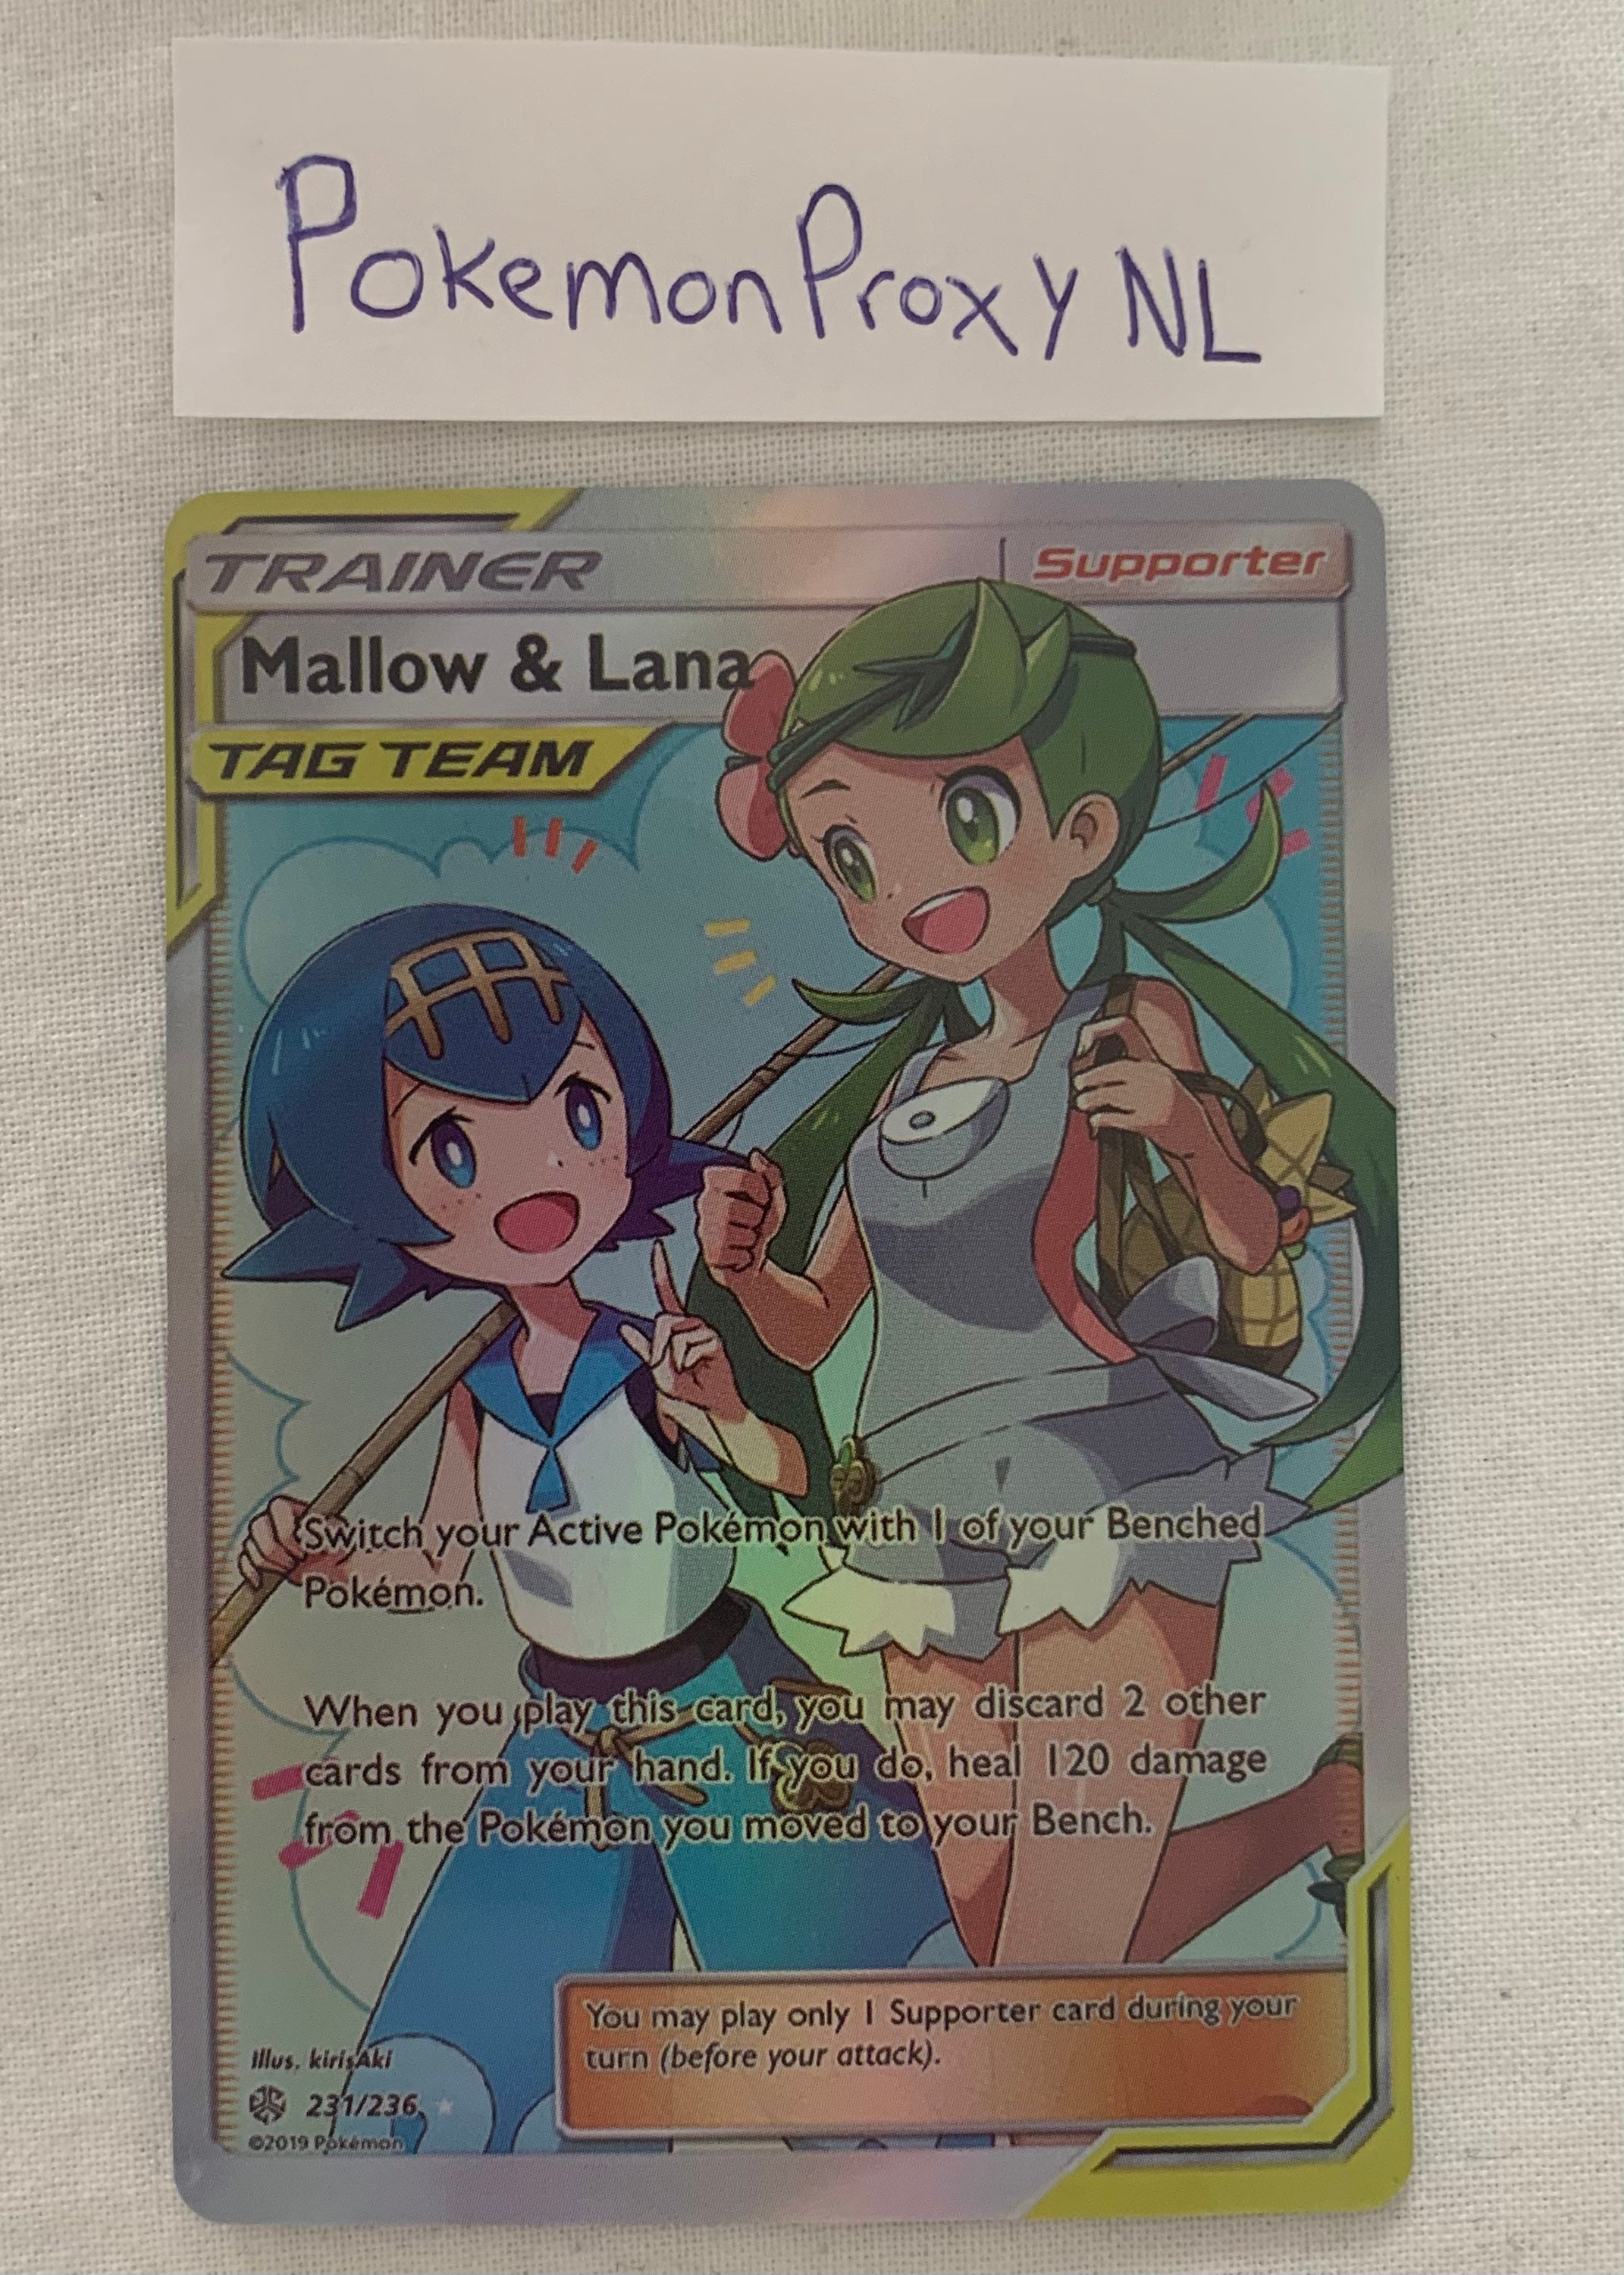 PokemonProxyNL
TRAINER
Supporter
Mallow & Lana
TAG TEAM
Switch your Active Pokémon with 1 of your Benched
Pokémon.
When you play this card, you may discard 2 other
cards from your hand. If you do, heal 120 damage
from the Pokémon you moved to your Bench.
You may play only 1 Supporter card during your
turn (before your attack).
Illus. kirisAki
231/236
©2019 Pokémon